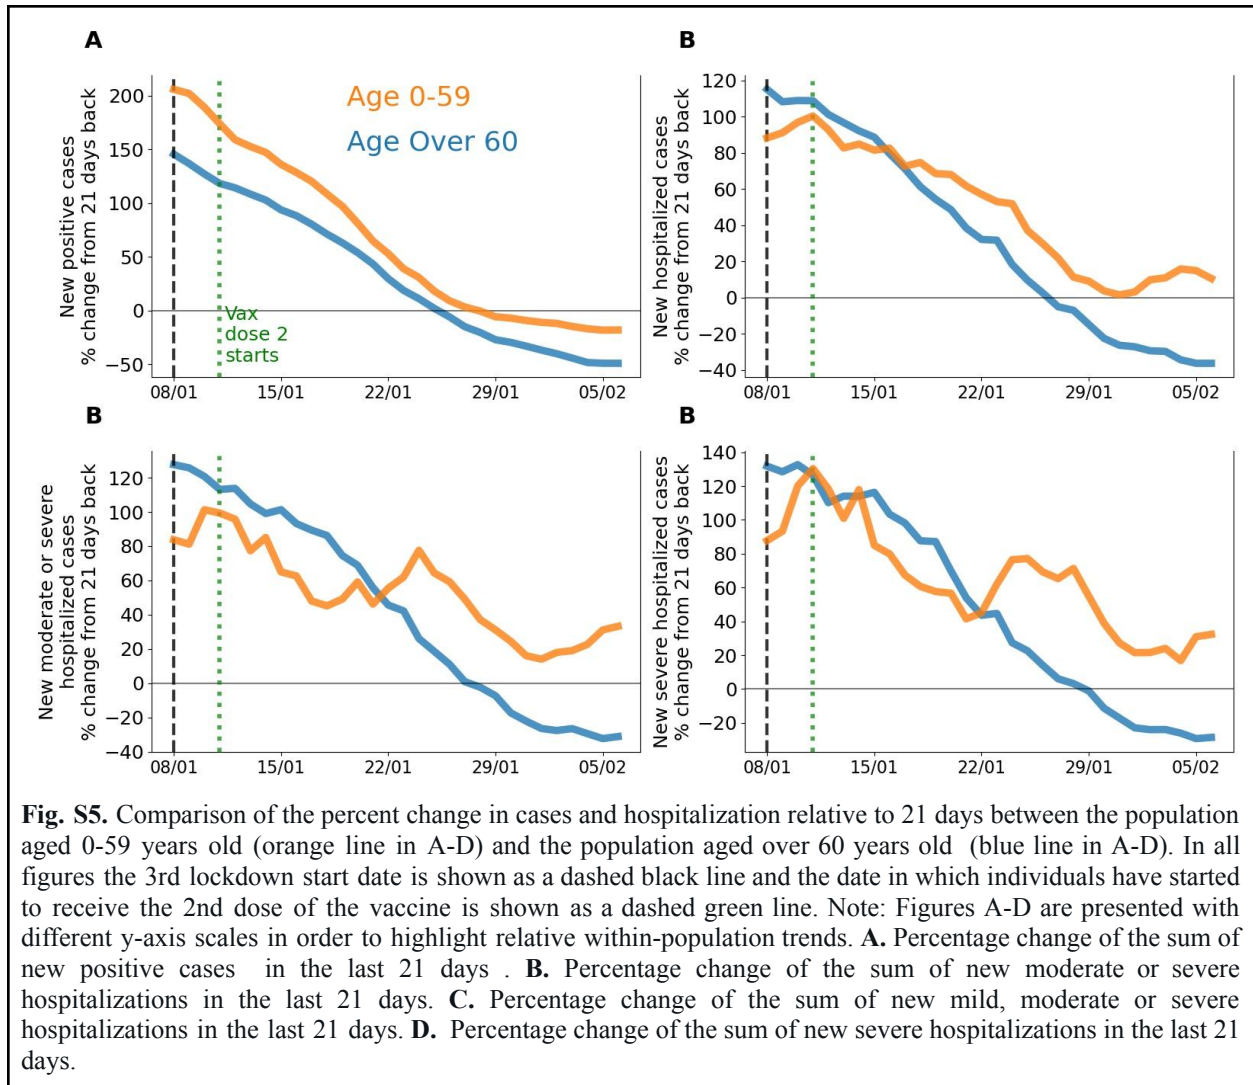 A
New positive cases
% change from 21 days back
200
150
100
50
0
−50
Age 0-59
Age Over 60
Vax
dose 2
starts
08/01 15/01 22/01 29/01 05/02
B
New hospitalized cases
% change from 21 days back
120
100
80
60
40
20
0
−20
−40
08/01 15/01 22/01 29/01 05/02
B
New moderate or severe
hospitalized cases
% change from 21 days back
120
100
80
60
40
20
0
−20
−40
08/01 15/01 22/01 29/01 05/02
B
New severe hospitalized cases
% change from 21 days back
140
120
100
80
60
40
20
0
−20
08/01 15/01 22/01 29/01 05/02
Fig. S5. Comparison of the percent change in cases and hospitalization relative to 21 days between the population
aged 0-59 years old (orange line in A-D) and the population aged over 60 years old (blue line in A-D). In all
figures the 3rd lockdown start date is shown as a dashed black line and the date in which individuals have started
to receive the 2nd dose of the vaccine is shown as a dashed green line. Note: Figures A-D are presented with
different y-axis scales in order to highlight relative within-population trends. A. Percentage change of the sum of
new positive cases in the last 21 days . B. Percentage change of the sum of new moderate or severe
hospitalizations in the last 21 days. C. Percentage change of the sum of new mild, moderate or severe
hospitalizations in the last 21 days. D. Percentage change of the sum of new severe hospitalizations in the last 21
days.